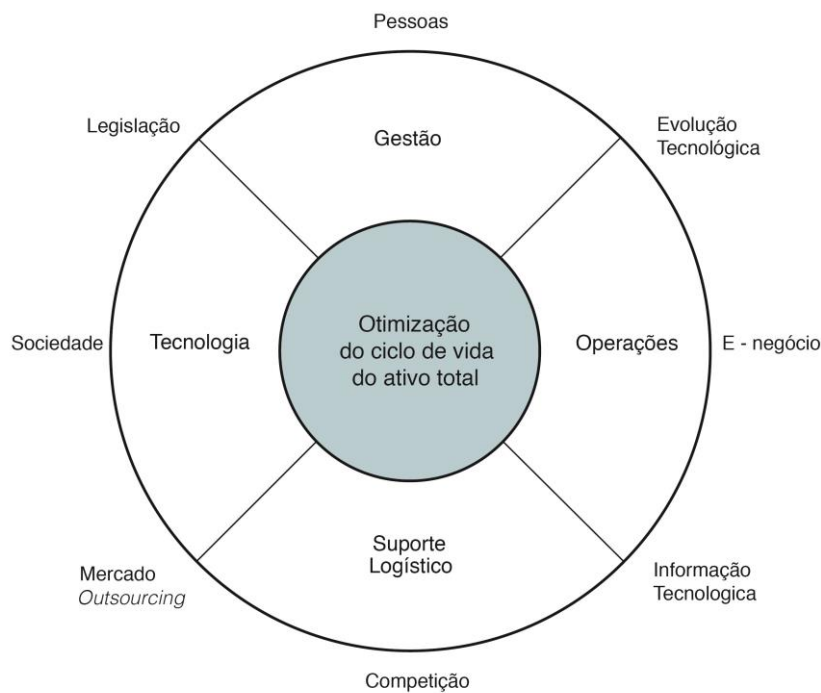 Pessoas
Legislação
Evolução
Tecnológica
Gestão
Sociedade
Tecnologia
Otimização
do ciclo de vida
do ativo total
Operações
E - negócio
Suporte
Logístico
Mercado
Outsourcing
Informação
Tecnologica
Competição